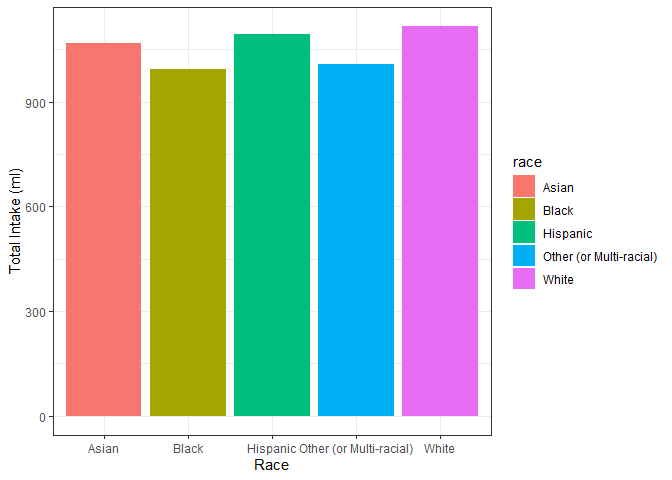 Total Intake (ml)
900
600
300
0
Asian
Black
Hispanic
Other (or Multi-racial)
White
Race
race
Asian
Black
Hispanic
Other (or Multi-racial)
White